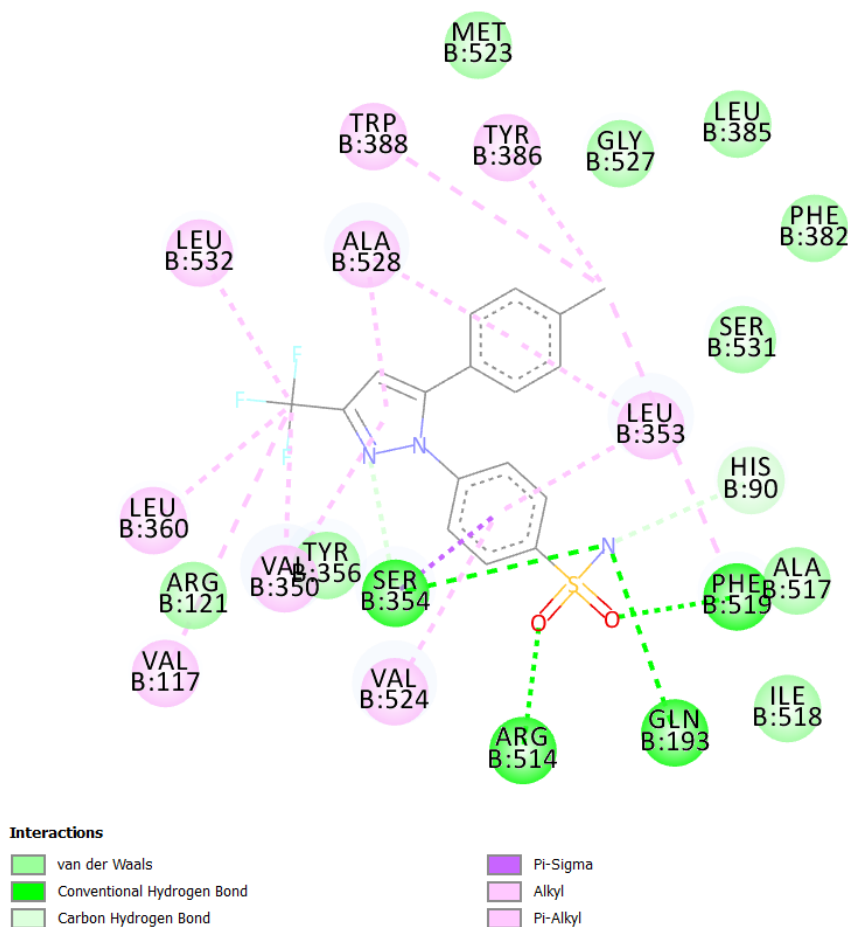 MET
B:523
TRP
B:388
TYR
B:386
GLY
B:527
LEU
B:385
PHE
B:382
LEU
B:532
ALA
B:528
SER
B:531
F
F
F
N
N
LEU
B:353
HIS
B:90
LEU
B:360
ARG
B:121
VAL
B:350
TYR
B:356
SER
B:354
N
S
O
O
PHE
B:519
ALA
B:517
VAL
B:117
VAL
B:524
ARG
B:514
GLN
B:193
ILE
B:518
Interactions
van der Waals
Conventional Hydrogen Bond
Carbon Hydrogen Bond
Pi-Sigma
Alkyl
Pi-Alkyl